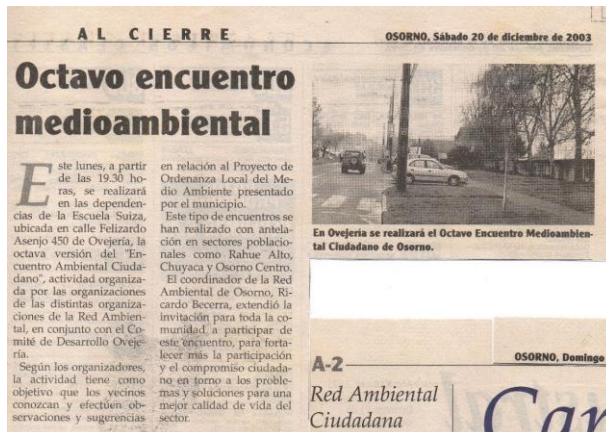 AL CIERRE
OSORNO, Sábado 20 de diciembre de 2003
Octavo encuentro
medioambiental
Este lunes, a partir
de las 19.30 ho-
ras, se realizará
en las dependen-
cias de la Escuela Suiza,
ubicada en calle Felizardo
Asenjo 450 de Ovejería, la
octava versión del "En-
cuentro Ambiental Ciuda-
dano", actividad organiza-
da por las organizaciones
de las distintas organiza-
ciones de la Red Ambien-
tal, en conjunto con el Co-
mité de Desarrollo Oveje-
ría.
Según los organizadores,
la actividad tiene como
objetivo que los vecinos
conozcan y efectúen ob-
servaciones y sugerencias
en relación al Proyecto de
Ordenanza Local del Me-
dio Ambiente presentado
por el municipio.
Este tipo de encuentros se
han realizado con antela-
ción en sectores poblacio-
nales como Rahue Alto,
Chuyaca y Osorno Centro.
El coordinador de la Red
Ambiental de Osorno, Ri-
cardo Becerra, extendió la
invitación para toda la co-
munidad a participar de
este encuentro, para forta-
lecer más la participación
y el compromiso ciudada-
no en torno a los proble-
mas y soluciones para una
mejor calidad de vida del
sector.
En Ovejería se realizará el Octavo Encuentro Medioambien-
tal Ciudadano de Osorno.
A-2
OSORNO, Domingo
Red Ambiental
Ciudadana